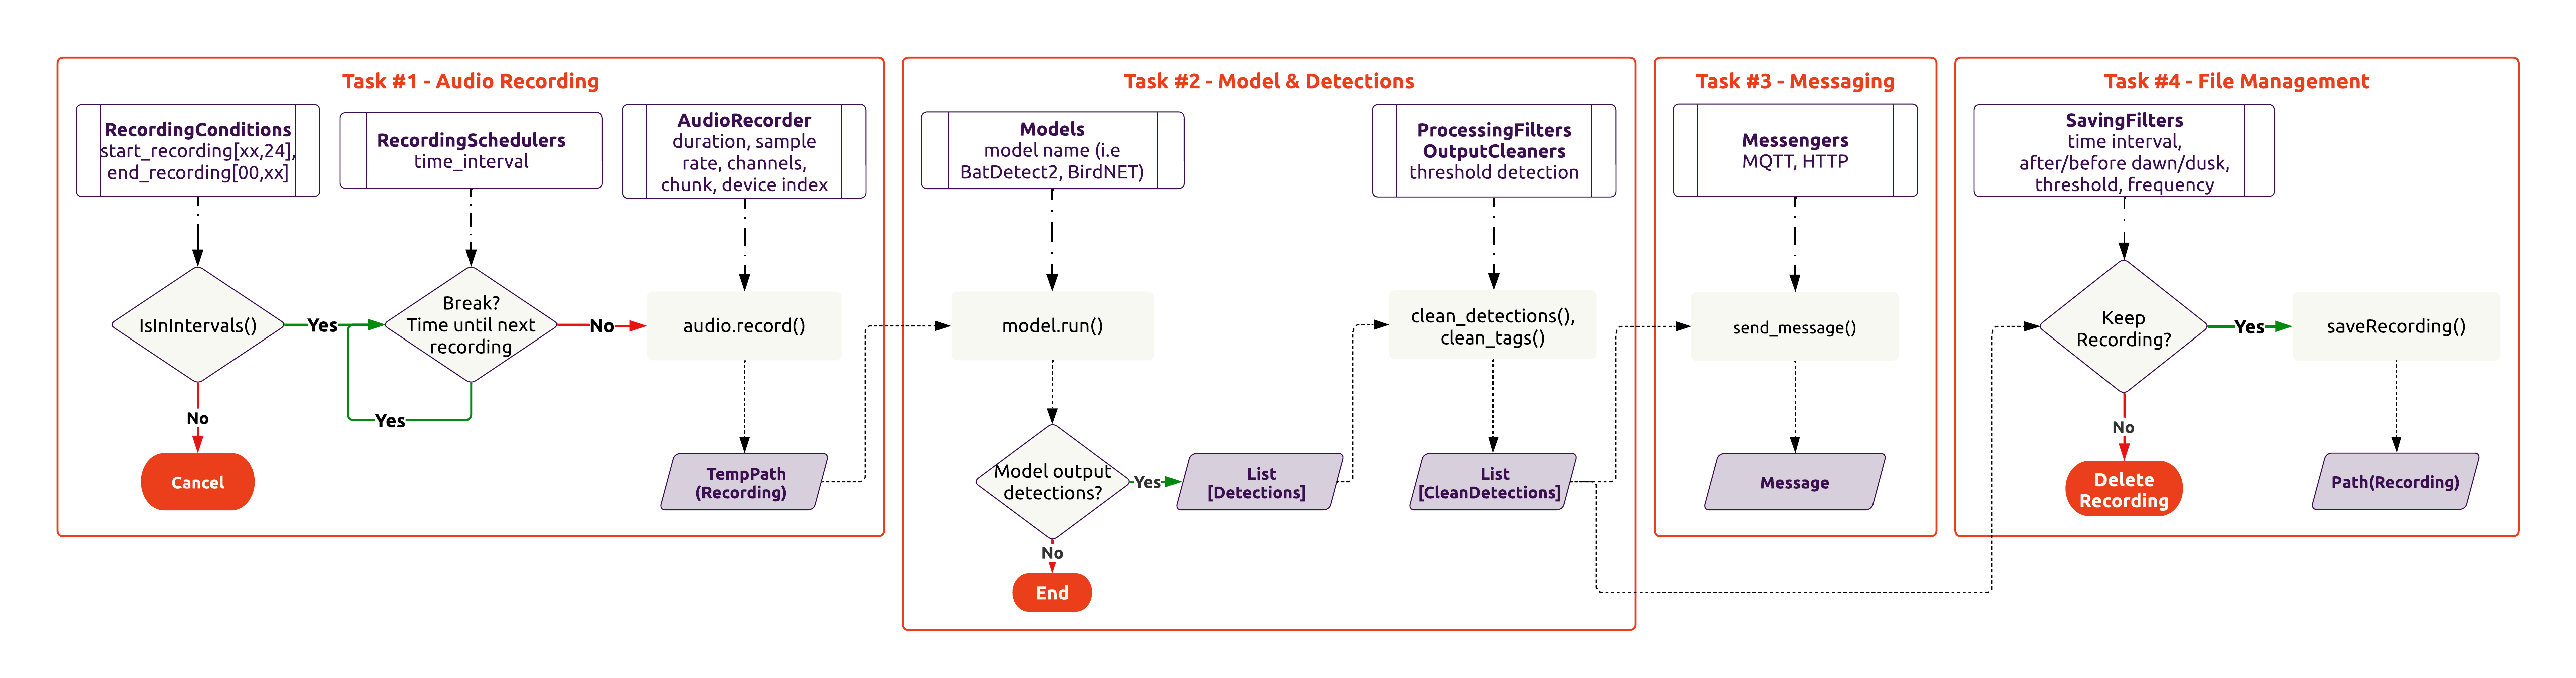 Task #1 - Audio Recording
RecordingConditions
start_recording[xx,24],
end_recording[00,xx]
RecordingSchedulers
time_interval
AudioRecorder
duration, sample
rate, channels,
chunk, device index
IsInIntervals()
Yes
Break?
Time until next
recording
No
audio.record()
No
Yes
Cancel
TempPath
(Recording)
Task #2 - Model & Detections
Models
model name (i.e
BatDetect2, BirdNET)
ProcessingFilters
OutputCleaners
threshold detection
model.run()
clean_detections(),
clean_tags()
Model output
detections?
Yes
List
[Detections]
List
[CleanDetections]
No
End
Task #3 - Messaging
Messengers
MQTT, HTTP
send_message()
Message
Task #4 - File Management
SavingFilters
time interval,
after/before dawn/dusk,
threshold, frequency
Keep
Recording?
Yes
saveRecording()
No
Delete
Recording
Path(Recording)